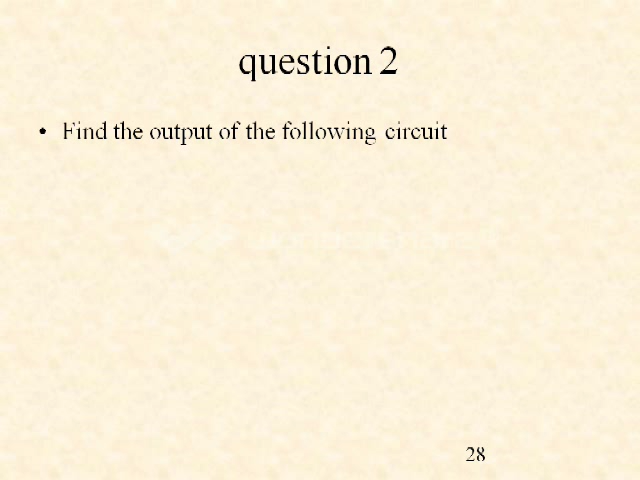 question 2
• Find the output of the following circuit
28